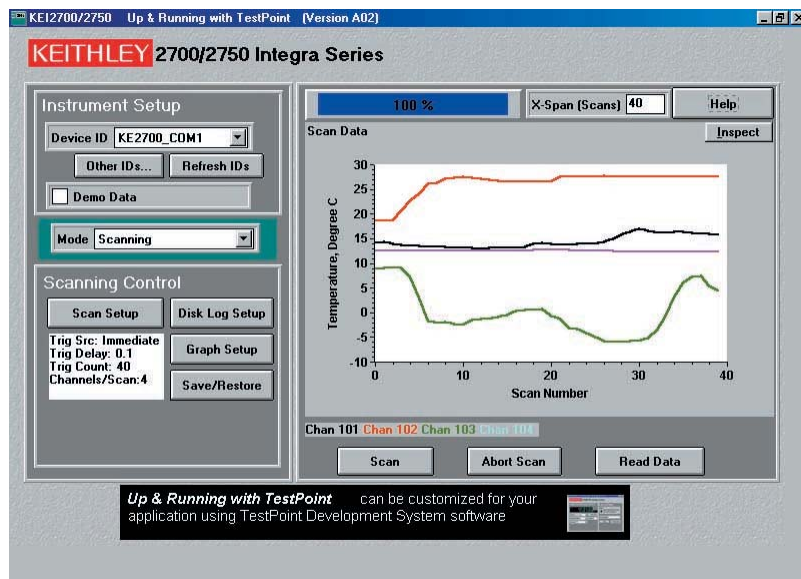 KEI2700/2750 Up & Running with TestPoint (Version A02)
KEITHLEY 2700/2750 Integra Series
Instrument Setup
Device ID KE2700_COM1
Other IDs... Refresh IDs
Demo Data
Mode Scanning
Scanning Control
Scan Setup Disk Log Setup
Trig Src: Immediate
Trig Delay: 0.1
Trig Count: 40
Channels/Scan:4
Graph Setup
Save/Restore
100 % X-Span (Scans) 40 Help
Scan Data Inspect
Temperature, Degree C
30
25
20
15
10
5
0
-5
-10
0 10 20 30 40
Scan Number
Chan 101 Chan 102 Chan 103 Chan 104
Scan Abort Scan Read Data
Up & Running with TestPoint can be customized for your
application using TestPoint Development System software